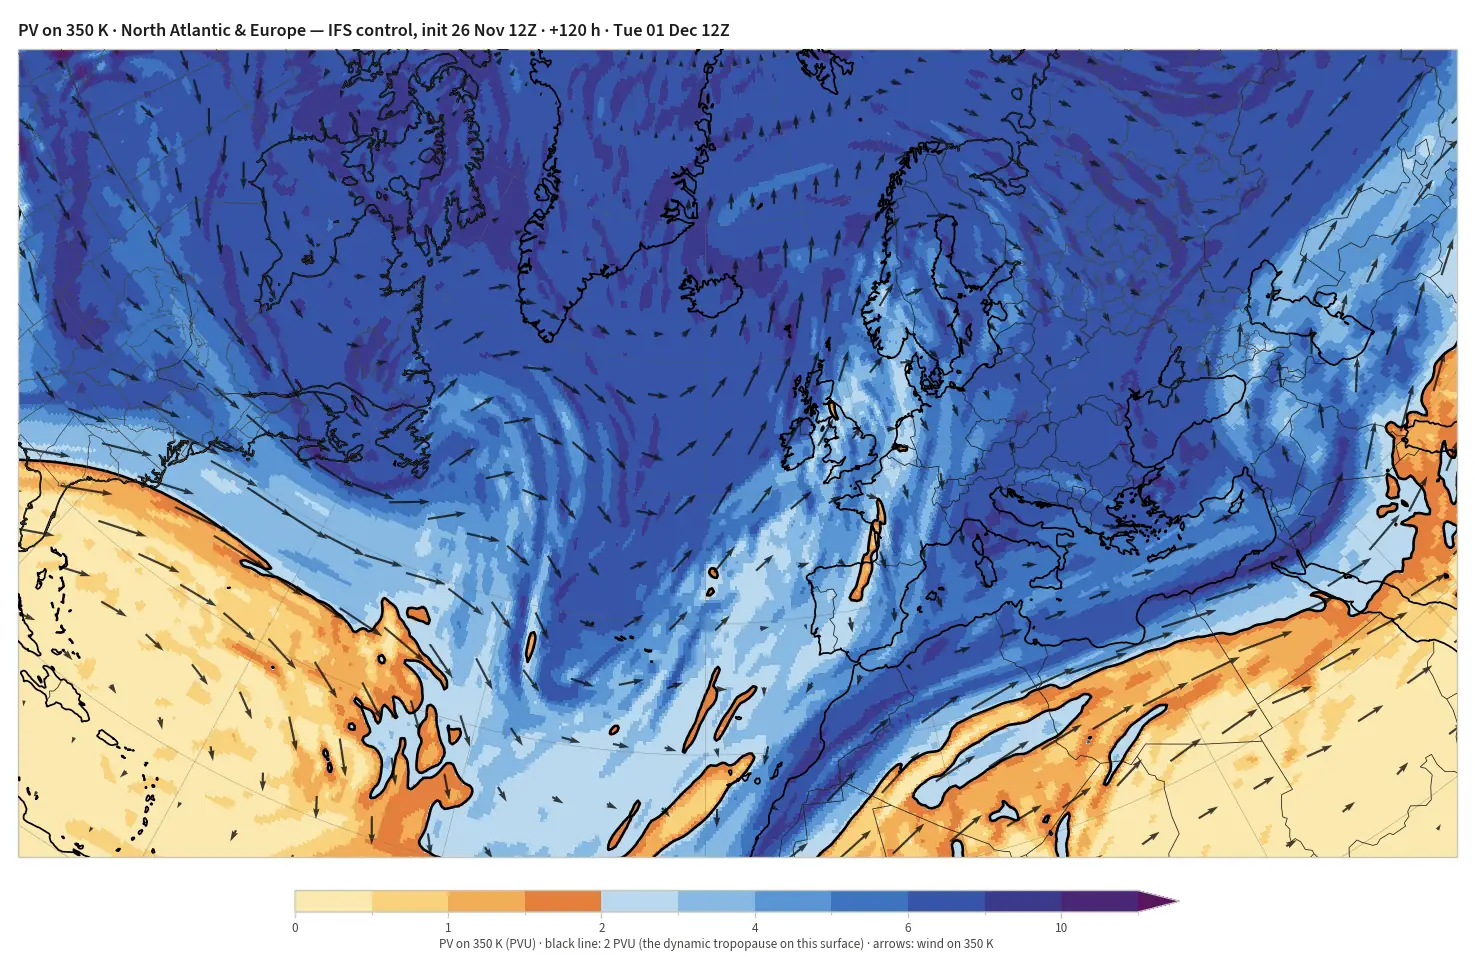 PV on 350 K · North Atlantic & Europe — IFS control, init 26 Nov 12Z · +120 h · Tue 01 Dec 12Z
0 1 2 4 6 10
PV on 350 K (PVU) · black line: 2 PVU (the dynamic tropopause on this surface) · arrows: wind on 350 K